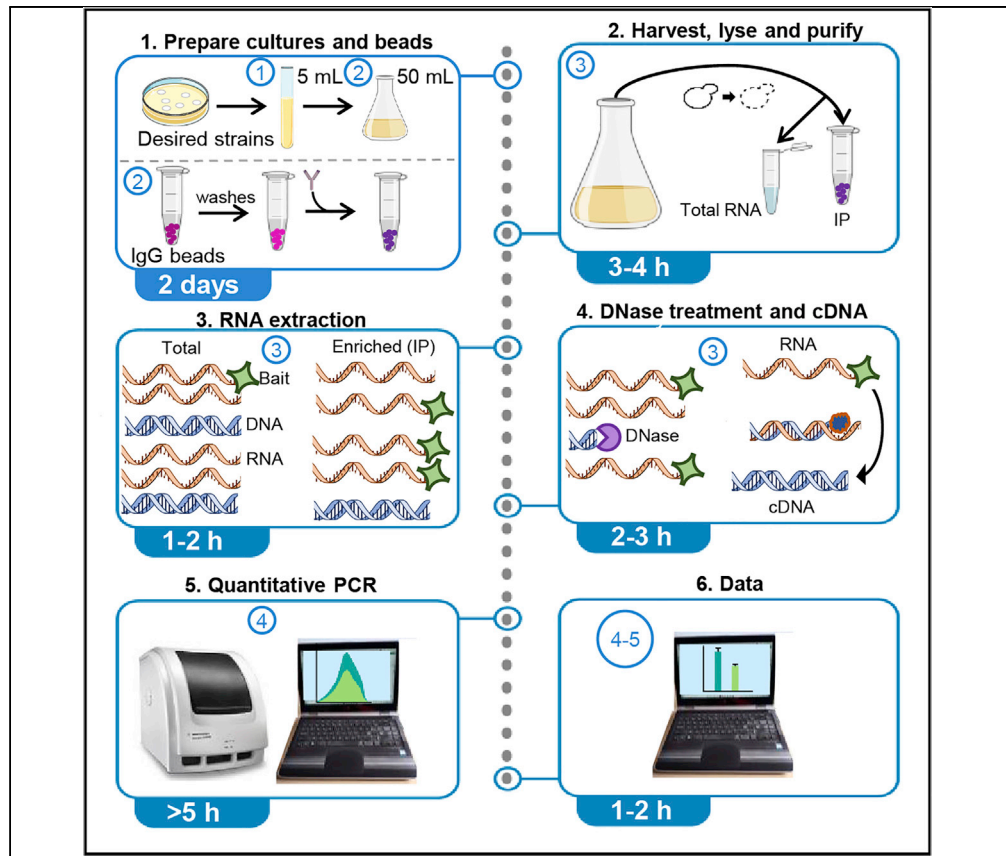 1. Prepare cultures and beads
1
5 mL
2
50 mL
Desired strains
2
washes
IgG beads
2 days
2. Harvest, lyse and purify
3
Total RNA
IP
3-4 h
3. RNA extraction
Total
3
Enriched (IP)
Bait
DNA
RNA
1-2 h
4. DNase treatment and cDNA
3
RNA
DNase
cDNA
2-3 h
5. Quantitative PCR
4
>5 h
6. Data
4-5
1-2 h